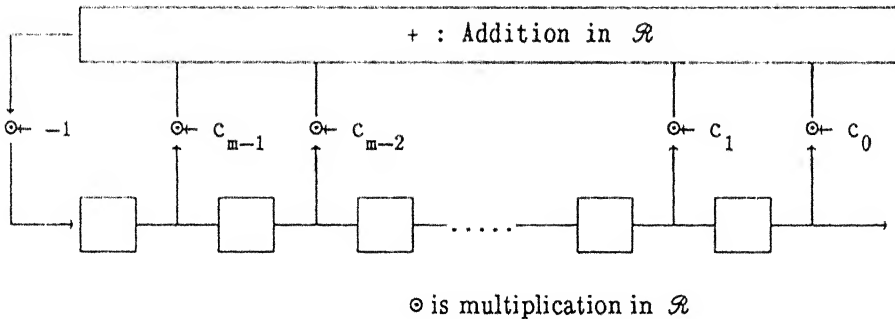 + : Addition in ℛ
⊙← -1 ⊙← C_{m-1} ⊙← C_{m-2} ⊙← C_1 ⊙← C_0
.....
⊙ is multiplication in ℛ